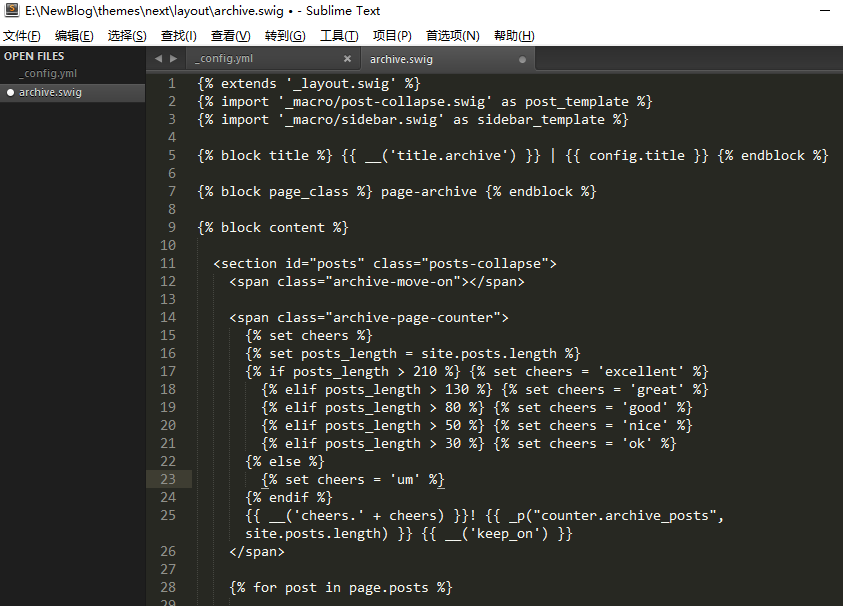 E:\NewBlog\themes\next\layout\archive.swig • - Sublime Text
文件(F) 编辑(E) 选择(S) 查找(I) 查看(V) 转到(G) 工具(T) 项目(P) 首选项(N) 帮助(H)
OPEN FILES
_config.yml
archive.swig
_config.yml × archive.swig
1 {% extends '_layout.swig' %}
2 {% import '_macro/post-collapse.swig' as post_template %}
3 {% import '_macro/sidebar.swig' as sidebar_template %}
4
5 {% block title %} {{ __('title.archive') }} | {{ config.title }} {% endblock %}
6
7 {% block page_class %} page-archive {% endblock %}
8
9 {% block content %}
10
11 <section id="posts" class="posts-collapse">
12 <span class="archive-move-on"></span>
13
14 <span class="archive-page-counter">
15 {% set cheers %}
16 {% set posts_length = site.posts.length %}
17 {% if posts_length > 210 %} {% set cheers = 'excellent' %}
18 {% elif posts_length > 130 %} {% set cheers = 'great' %}
19 {% elif posts_length > 80 %} {% set cheers = 'good' %}
20 {% elif posts_length > 50 %} {% set cheers = 'nice' %}
21 {% elif posts_length > 30 %} {% set cheers = 'ok' %}
22 {% else %}
23 {% set cheers = 'um' %}
24 {% endif %}
25 {{ __('cheers.' + cheers) }}! {{ _p("counter.archive_posts",
site.posts.length) }} {{ __('keep_on') }}
26 </span>
27
28 {% for post in page.posts %}
29